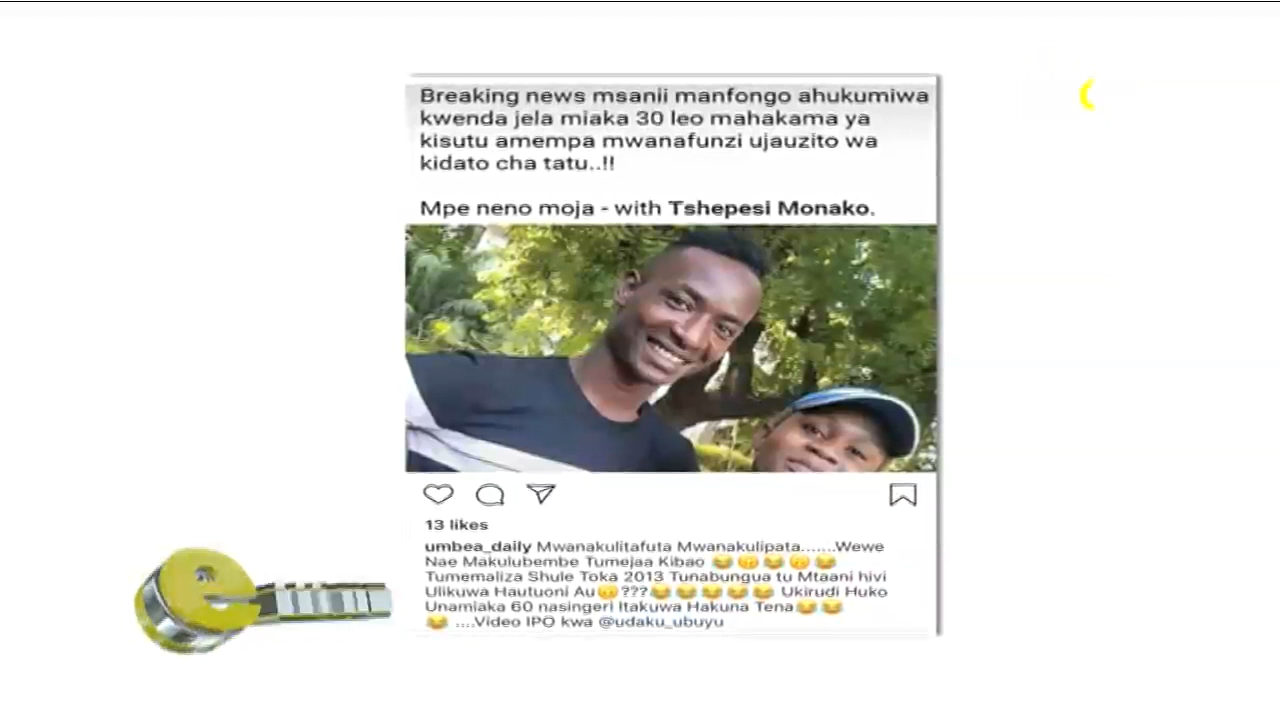 Breaking news msanii manfongo ahukumiwa
kwenda jela miaka 30 leo mahakama ya
kisutu amempa mwanafunzi ujauzito wa
kidato cha tatu..!!
Mpe neno moja - with Tshepesi Monako.
13 likes
umbea_daily Mwanakulitafuta Mwanakulipata.......Wewe
Nae Makulubembe Tumejaa Kibao 😂🤫😂🤫😂
Tumemaliza Shule Toka 2013 Tunabungua tu Mtaani hivi
Ulikuwa Hautuoni Au🤫???😂😂😂😂😂 Ukirudi Huko
Unamiaka 60 nasingeri Itakuwa Hakuna Tena😂😂
😂 ....Video IPO kwa @udaku_ubuyu